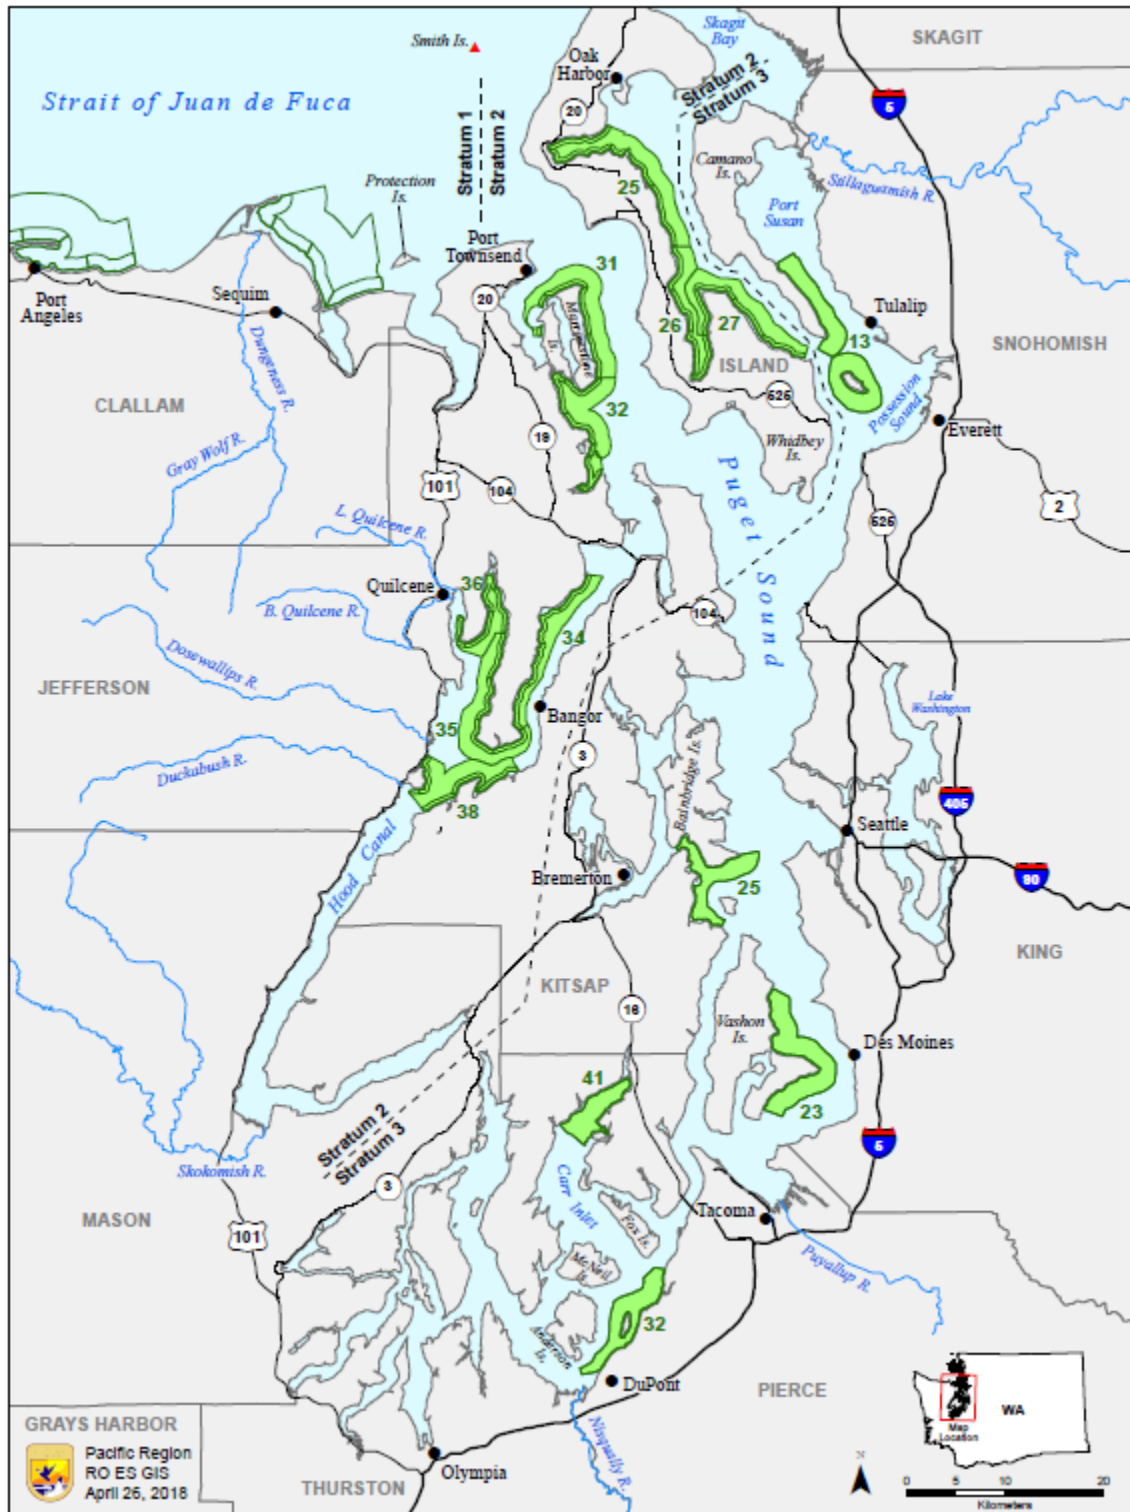 Smith Is.
Oak
Harbor
Skagit
Bay
SKAGIT
Strait of Juan de Fuca
Stratum 1
Stratum 2
20
Stratum 2
Stratum 3
5
Protection
Is.
25
Camano
Is.
Port
Susan
Stillaguamish R.
Port
Townsend
Port
Angeles
Sequim
20
31
Marrowstone
Is.
26
27
ISLAND
13
Tulalip
SNOHOMISH
Dungeness R.
CLALLAM
32
525
Possession
Sound
Everett
Gray Wolf R.
19
Whidbey
Is.
101
104
Puget Sound
525
2
L. Quilcene R.
Quilcene
36
B. Quilcene R.
34
104
Dosewallips R.
JEFFERSON
Lake
Washington
35
Bangor
3
Bainbridge Is.
Duckabush R.
38
405
Seattle
Hood Canal
Bremerton
25
90
KITSAP
KING
16
Vashon
Is.
Des Moines
41
23
Stratum 2
Stratum 3
5
Skokomish R.
3
Carr Inlet
Fox Is.
Tacoma
MASON
101
McNeil
Is.
Puyallup R.
32
Anderson
Is.
DuPont
PIERCE
WA
Map
Location
GRAYS HARBOR
Pacific Region
RO ES GIS
April 26, 2018
Olympia
THURSTON
Nisqually R.
N
0 5 10 20
Kilometers